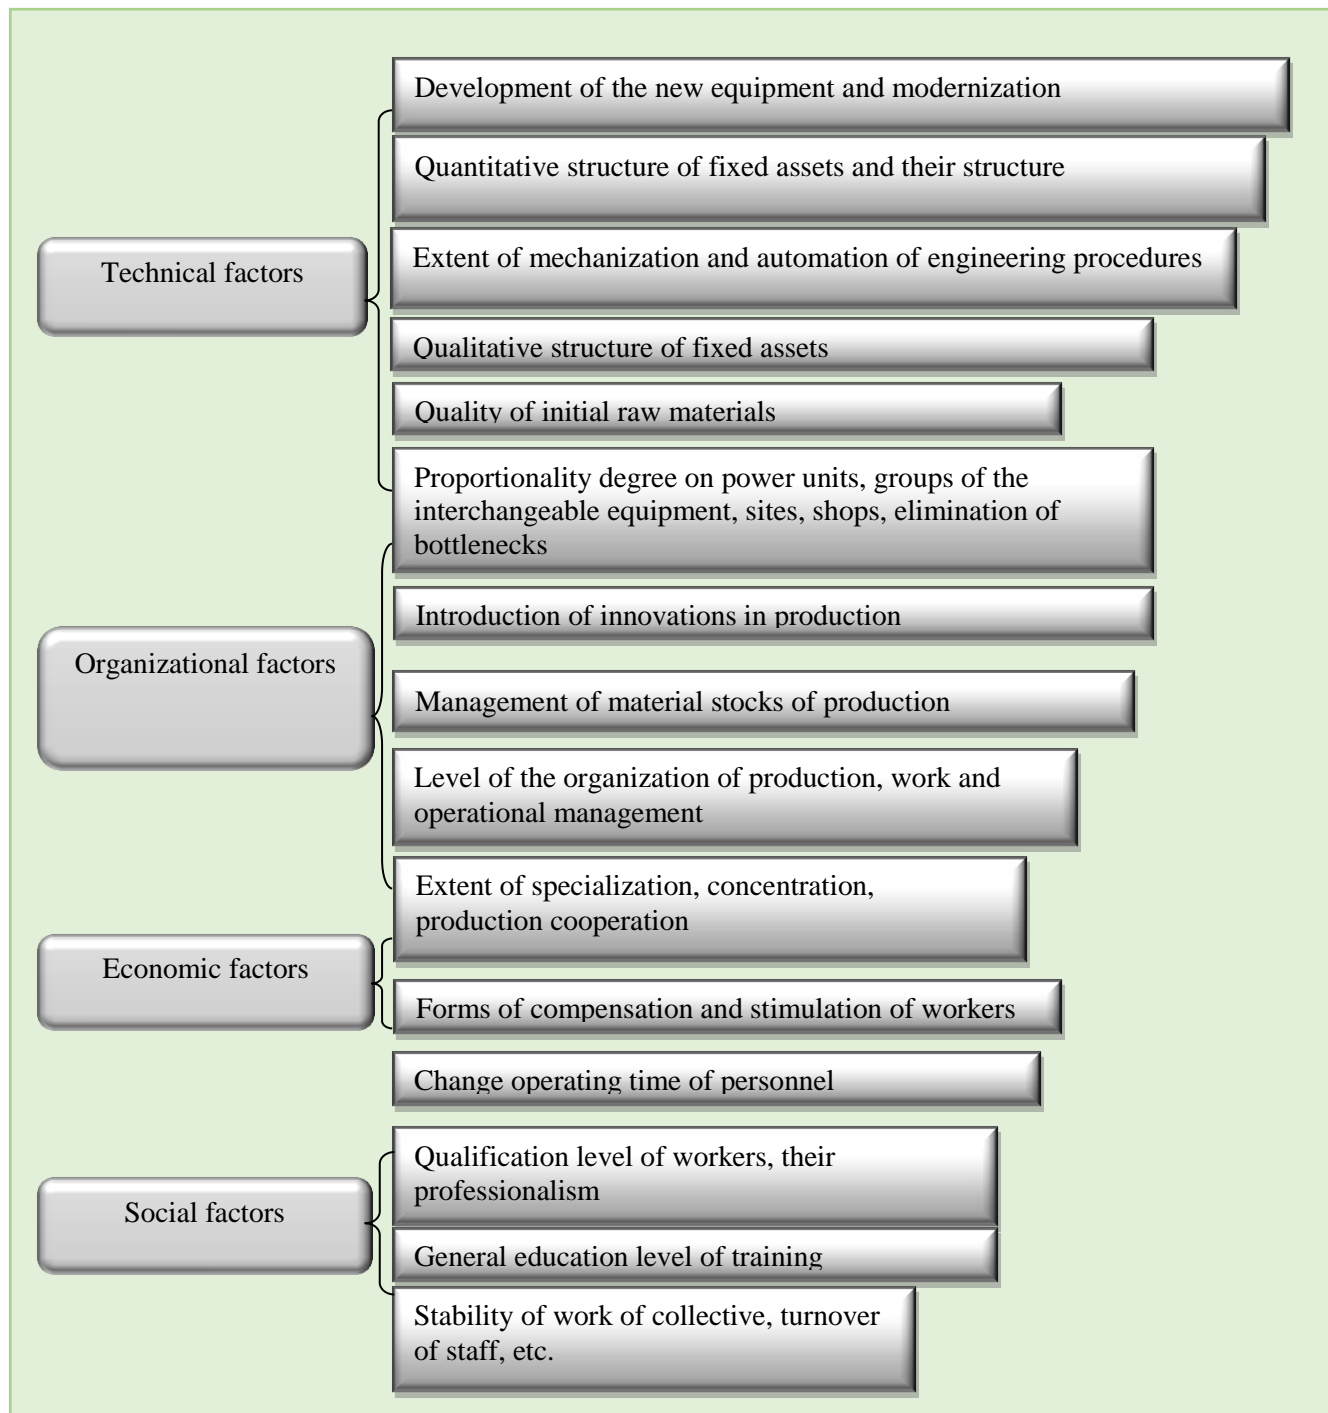 Development of the new equipment and modernization
Quantitative structure of fixed assets and their structure
Technical factors
Extent of mechanization and automation of engineering procedures
Qualitative structure of fixed assets
Quality of initial raw materials
Proportionality degree on power units, groups of the
interchangeable equipment, sites, shops, elimination of
bottlenecks
Introduction of innovations in production
Organizational factors
Management of material stocks of production
Level of the organization of production, work and
operational management
Extent of specialization, concentration,
production cooperation
Economic factors
Forms of compensation and stimulation of workers
Change operating time of personnel
Qualification level of workers, their
professionalism
Social factors
General education level of training
Stability of work of collective, turnover
of staff, etc.